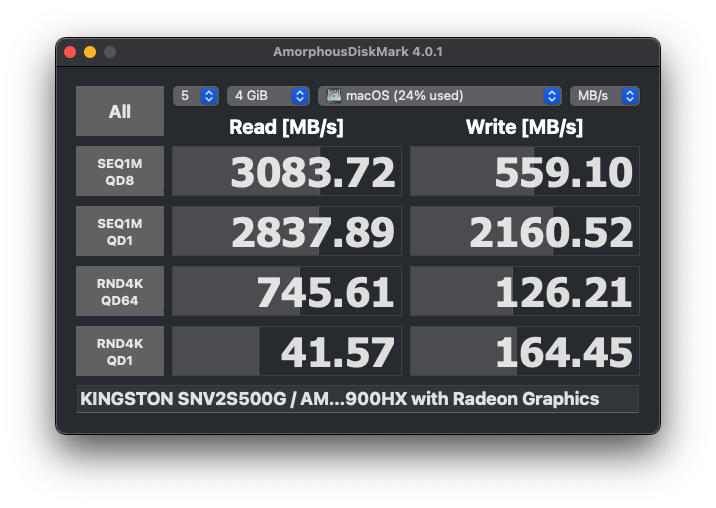 AmorphousDiskMark 4.0.1
All
5
4 GiB
macOS (24% used)
MB/s
Read [MB/s]
Write [MB/s]
SEQ1M
QD8
3083.72
559.10
SEQ1M
QD1
2837.89
2160.52
RND4K
QD64
745.61
126.21
RND4K
QD1
41.57
164.45
KINGSTON SNV2S500G / AM...900HX with Radeon Graphics